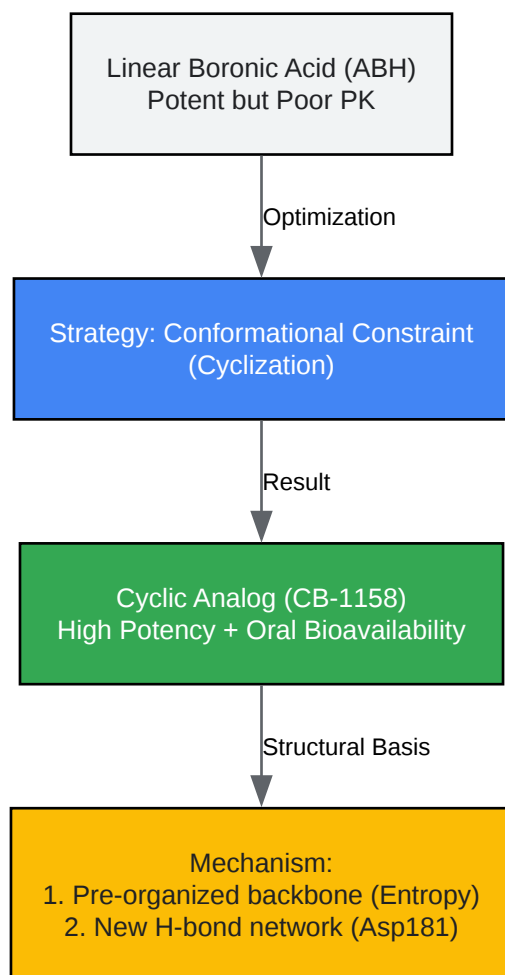 Linear Boronic Acid (ABH)
Potent but Poor PK
Optimization
Strategy: Conformational Constraint
(Cyclization)
Result
Cyclic Analog (CB-1158)
High Potency + Oral Bioavailability
Structural Basis
Mechanism:
1. Pre-organized backbone (Entropy)
2. New H-bond network (Asp181)